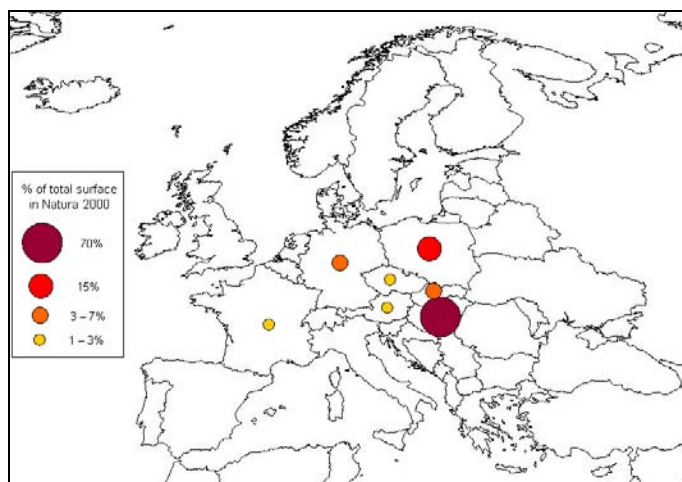 % of total surface
in Natura 2000
70%
15%
3 – 7%
1 – 3%